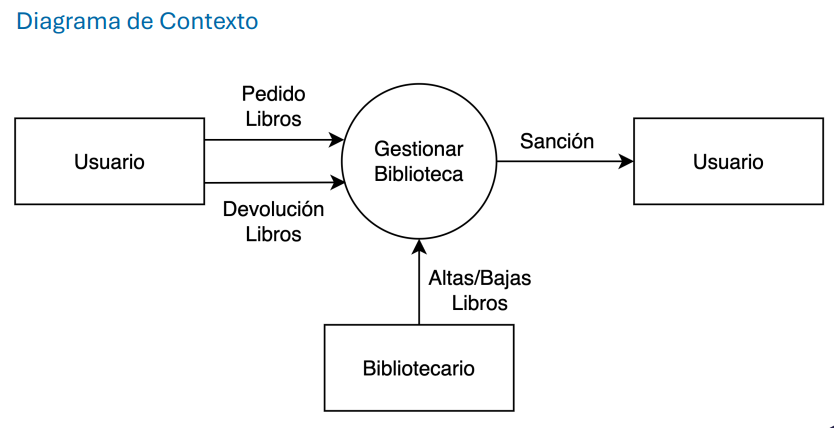 Diagrama de Contexto
Pedido
Libros
Usuario
Gestionar
Biblioteca
Sanción
Usuario
Devolución
Libros
Altas/Bajas
Libros
Bibliotecario